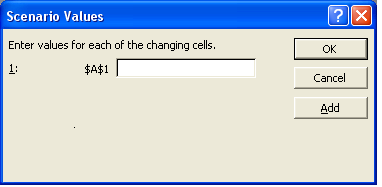 Scenario Values
Enter values for each of the changing cells.
1: $A$1
OK
Cancel
Add